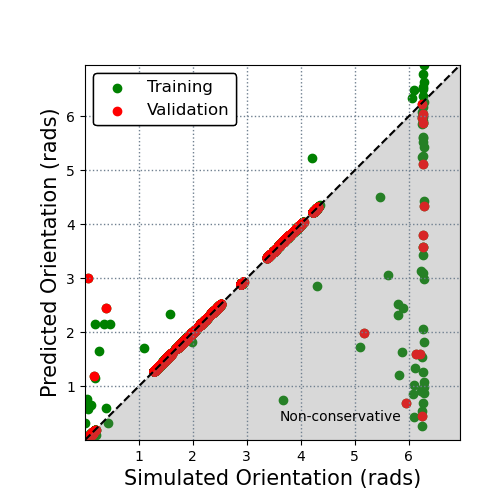 Training
Validation
Predicted Orientation (rads)
6
5
4
3
2
1
Non-conservative
1 2 3 4 5 6
Simulated Orientation (rads)